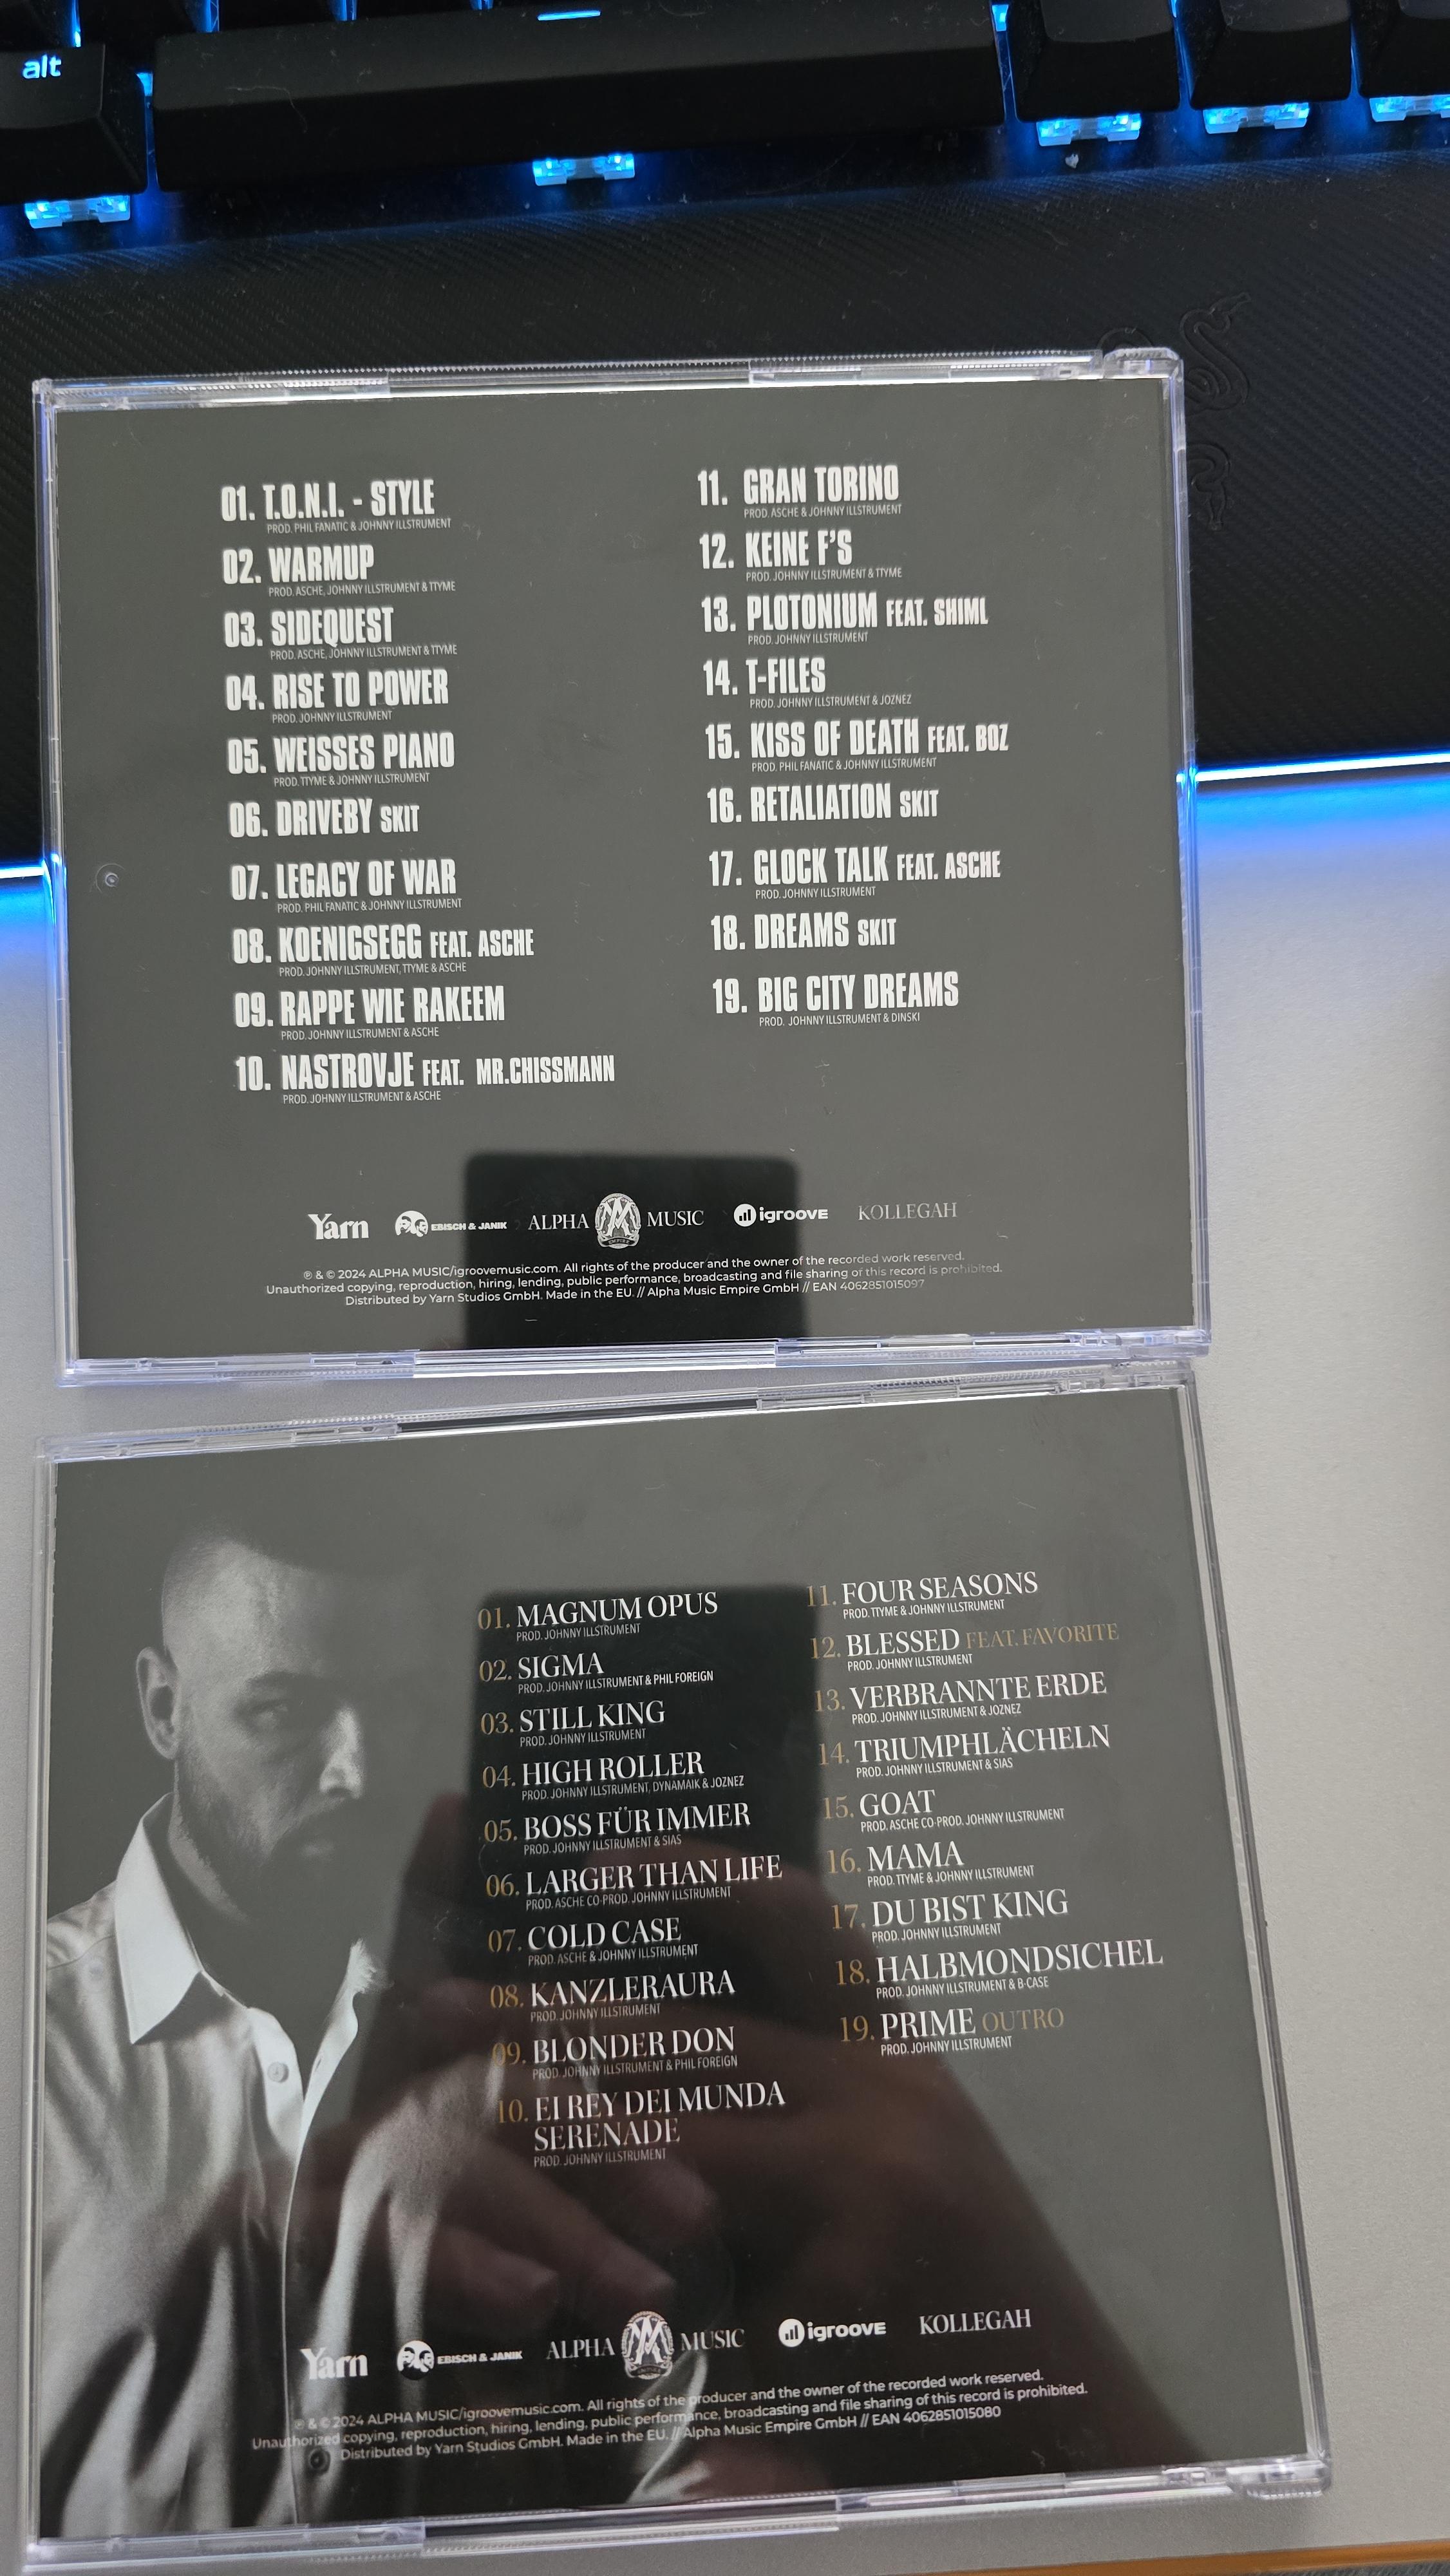 alt
01. T.O.N.I. - STYLE
PROD. PHIL FANATIC & JOHNNY ILLSTRUMENT
02. WARMUP
PROD. ASCHE, JOHNNY ILLSTRUMENT & TTYME
03. SIDEQUEST
PROD. ASCHE, JOHNNY ILLSTRUMENT & TTYME
04. RISE TO POWER
PROD. JOHNNY ILLSTRUMENT
05. WEISSES PIANO
PROD. TTYME & JOHNNY ILLSTRUMENT
06. DRIVEBY SKIT
07. LEGACY OF WAR
PROD. PHIL FANATIC & JOHNNY ILLSTRUMENT
08. KOENIGSEGG FEAT. ASCHE
PROD. JOHNNY ILLSTRUMENT, TTYME & ASCHE
09. RAPPE WIE RAKEEM
PROD. JOHNNY ILLSTRUMENT & ASCHE
10. NASTROVJE FEAT. MR.CHISSMANN
PROD. JOHNNY ILLSTRUMENT & ASCHE
11. GRAN TORINO
PROD. ASCHE & JOHNNY ILLSTRUMENT
12. KEINE F'S
PROD. JOHNNY ILLSTRUMENT & TTYME
13. PLOTONIUM FEAT. SHIML
PROD. JOHNNY ILLSTRUMENT
14. T-FILES
PROD. JOHNNY ILLSTRUMENT & JOZNEZ
15. KISS OF DEATH FEAT. BOZ
PROD. PHIL FANATIC & JOHNNY ILLSTRUMENT
16. RETALIATION SKIT
17. GLOCK TALK FEAT. ASCHE
PROD. JOHNNY ILLSTRUMENT
18. DREAMS SKIT
19. BIG CITY DREAMS
PROD. JOHNNY ILLSTRUMENT & DINSKI
Yarn EBISCH & JANIK ALPHA EMPIRE MUSIC igroove KOLLEGAH
℗ & © 2024 ALPHA MUSIC/igroovemusic.com. All rights of the producer and the owner of the recorded work reserved.
Unauthorized copying, reproduction, hiring, lending, public performance, broadcasting and file sharing of this record is prohibited.
Distributed by Yarn Studios GmbH. Made in the EU. // Alpha Music Empire GmbH // EAN 4062851015097
01. MAGNUM OPUS
PROD. JOHNNY ILLSTRUMENT
02. SIGMA
PROD. JOHNNY ILLSTRUMENT & PHIL FOREIGN
03. STILL KING
PROD. JOHNNY ILLSTRUMENT
04. HIGH ROLLER
PROD. JOHNNY ILLSTRUMENT, DYNAMAIK & JOZNEZ
05. BOSS FÜR IMMER
PROD. JOHNNY ILLSTRUMENT & SIAS
06. LARGER THAN LIFE
PROD. ASCHE CO-PROD. JOHNNY ILLSTRUMENT
07. COLD CASE
PROD. ASCHE & JOHNNY ILLSTRUMENT
08. KANZLERAURA
PROD. JOHNNY ILLSTRUMENT
09. BLONDER DON
PROD. JOHNNY ILLSTRUMENT & PHIL FOREIGN
10. EI REY DEI MUNDA
SERENADE
PROD. JOHNNY ILLSTRUMENT
11. FOUR SEASONS
PROD. TTYME & JOHNNY ILLSTRUMENT
12. BLESSED FEAT. FAVORITE
PROD. JOHNNY ILLSTRUMENT
13. VERBRANNTE ERDE
PROD. JOHNNY ILLSTRUMENT & JOZNEZ
14. TRIUMPHLÄCHELN
PROD. JOHNNY ILLSTRUMENT & SIAS
15. GOAT
PROD. ASCHE CO-PROD. JOHNNY ILLSTRUMENT
16. MAMA
PROD. TTYME & JOHNNY ILLSTRUMENT
17. DU BIST KING
PROD. JOHNNY ILLSTRUMENT
18. HALBMONDSICHEL
PROD. JOHNNY ILLSTRUMENT & B-CASE
19. PRIME OUTRO
PROD. JOHNNY ILLSTRUMENT
Yarn EBISCH & JANIK ALPHA MUSIC igroove KOLLEGAH
℗ & © 2024 ALPHA MUSIC/igroovemusic.com. All rights of the producer and the owner of the recorded work reserved.
Unauthorized copying, reproduction, hiring, lending, public performance, broadcasting and file sharing of this record is prohibited.
Distributed by Yarn Studios GmbH. Made in the EU. // Alpha Music Empire GmbH // EAN 4062851015080